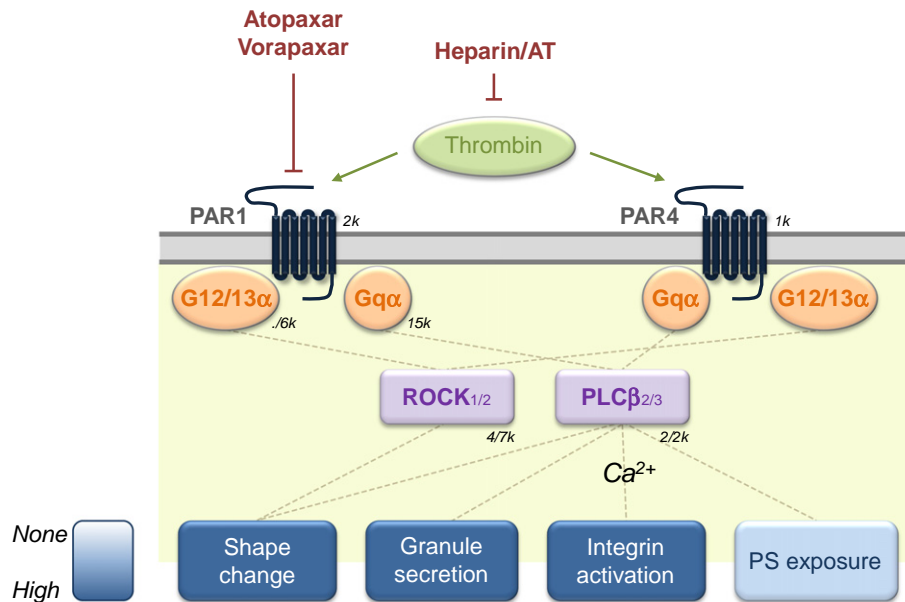 Atopaxar
Vorapaxar
Heparin/AT
Thrombin
PAR1
2k
PAR4
1k
G12/13α
./6k
Gqα
15k
Gqα
G12/13α
ROCK1/2
4/7k
PLCβ2/3
2/2k
Ca²⁺
None
High
Shape
change
Granule
secretion
Integrin
activation
PS exposure